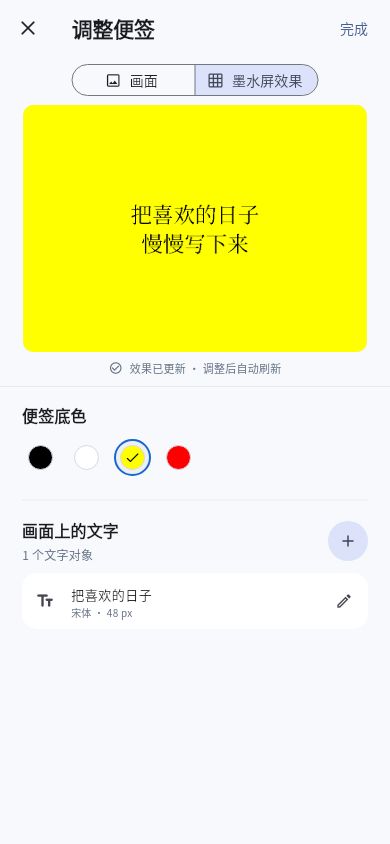 调整便签
完成
画面
墨水屏效果
把喜欢的日子
慢慢写下来
效果已更新 · 调整后自动刷新
便签底色
画面上的文字
1 个文字对象
把喜欢的日子
宋体 · 48 px